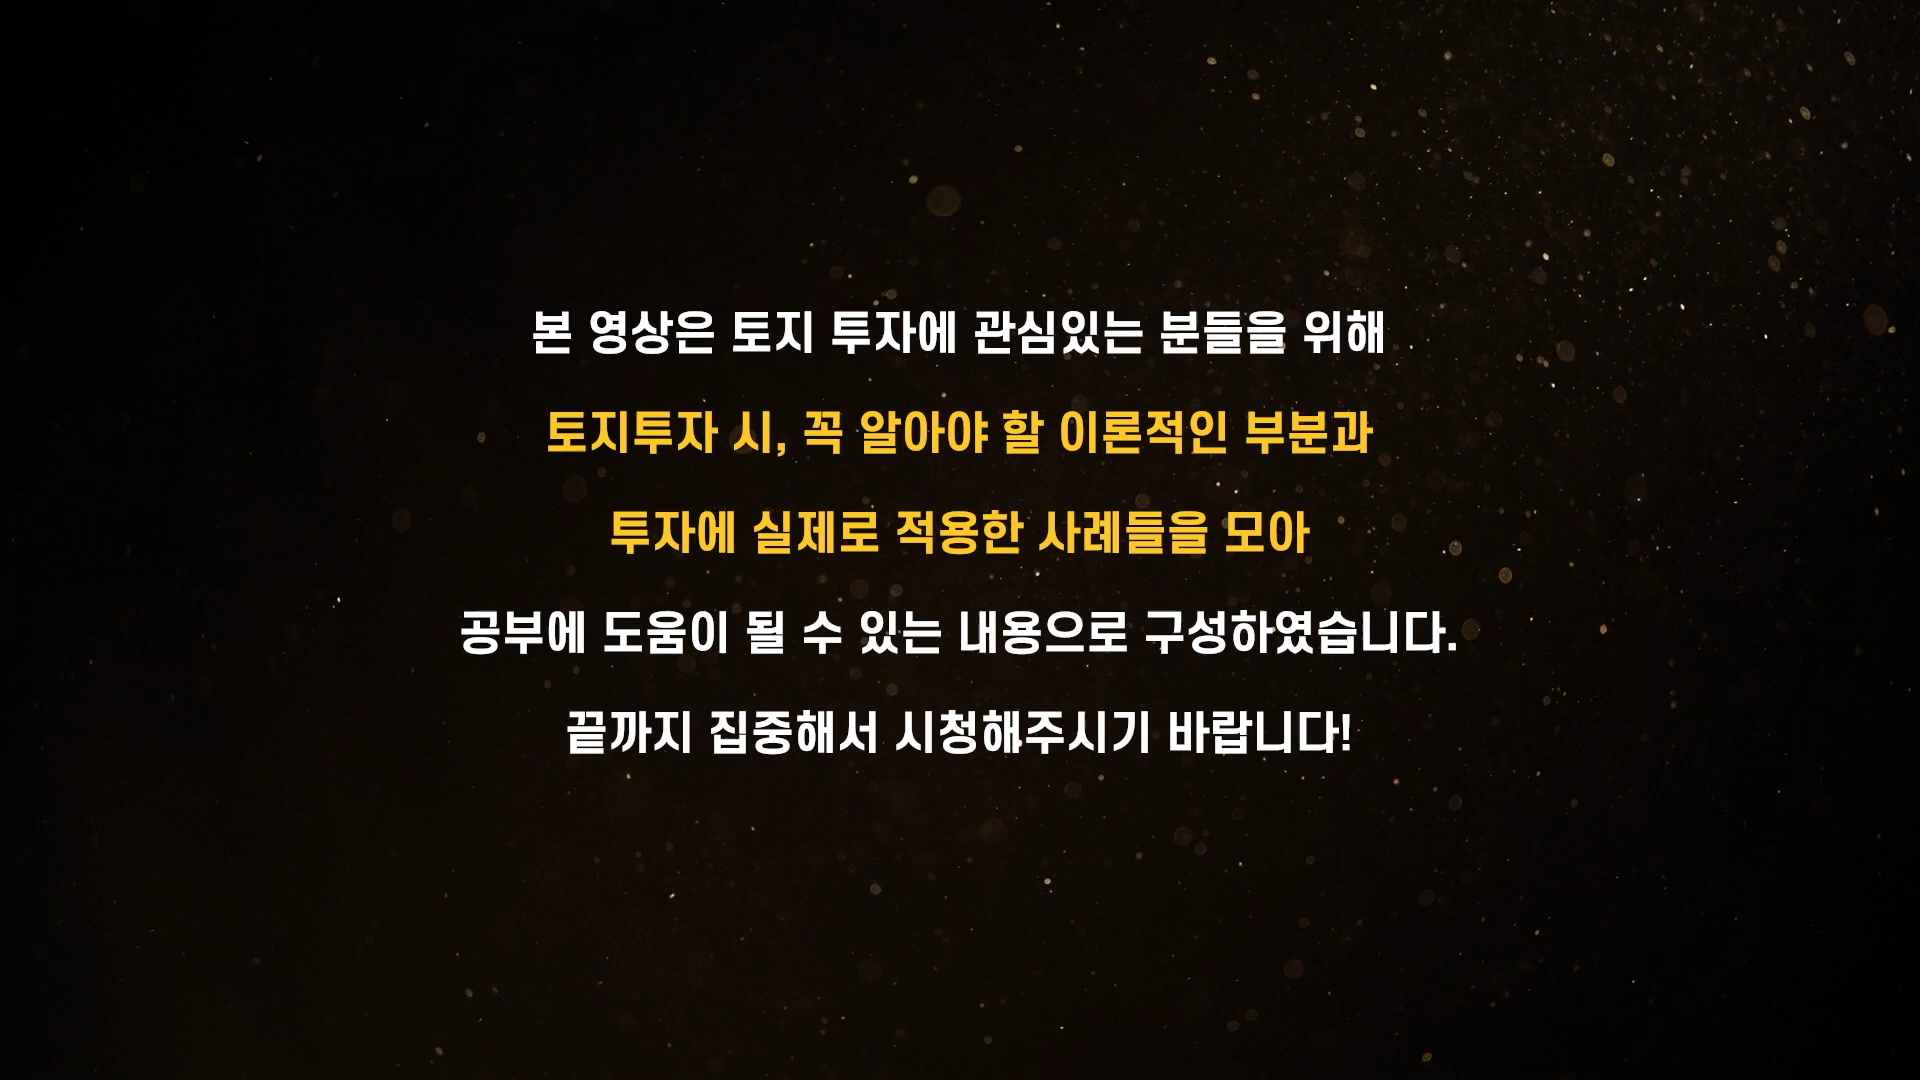 본 영상은 토지 투자에 관심있는 분들을 위해
토지투자 시, 꼭 알아야 할 이론적인 부분과
투자에 실제로 적용한 사례들을 모아
공부에 도움이 될 수 있는 내용으로 구성하였습니다.
끝까지 집중해서 시청해주시기 바랍니다!